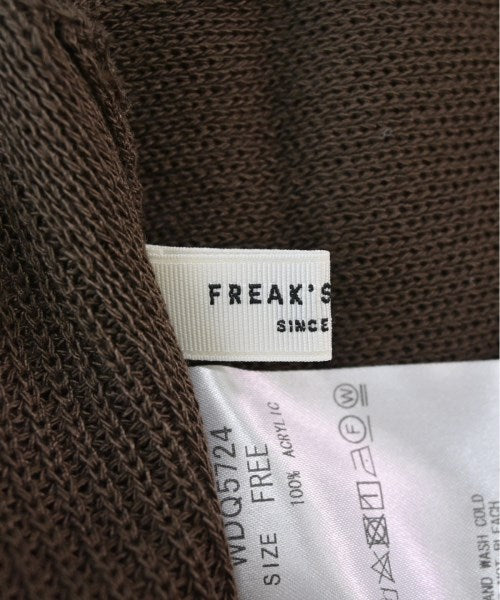 FREAK'S
SINCE
WDQ5724
SIZE FREE
100% ACRYLIC
HAND WASH COLD
NOT BLEACH